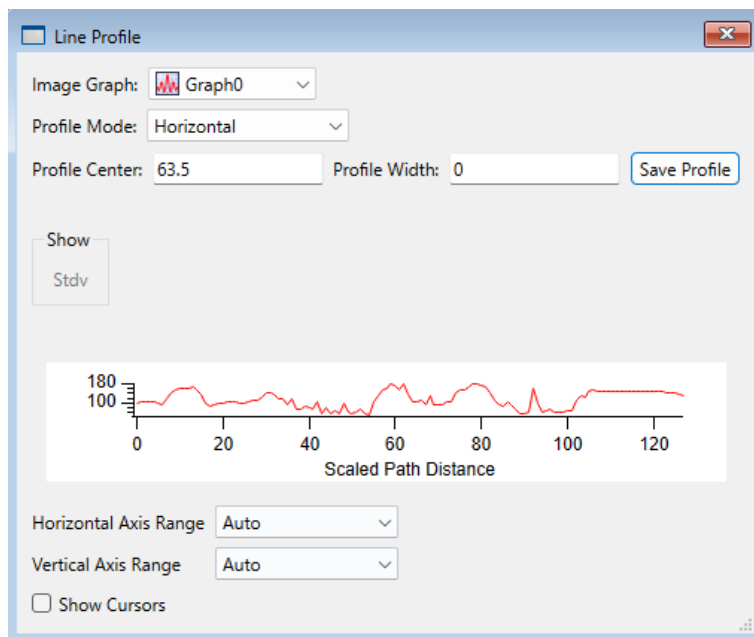 Line Profile
Image Graph: Graph0
Profile Mode: Horizontal
Profile Center: 63.5 Profile Width: 0 Save Profile
Show
Stdv
180
100
0 20 40 60 80 100 120
Scaled Path Distance
Horizontal Axis Range Auto
Vertical Axis Range Auto
Show Cursors